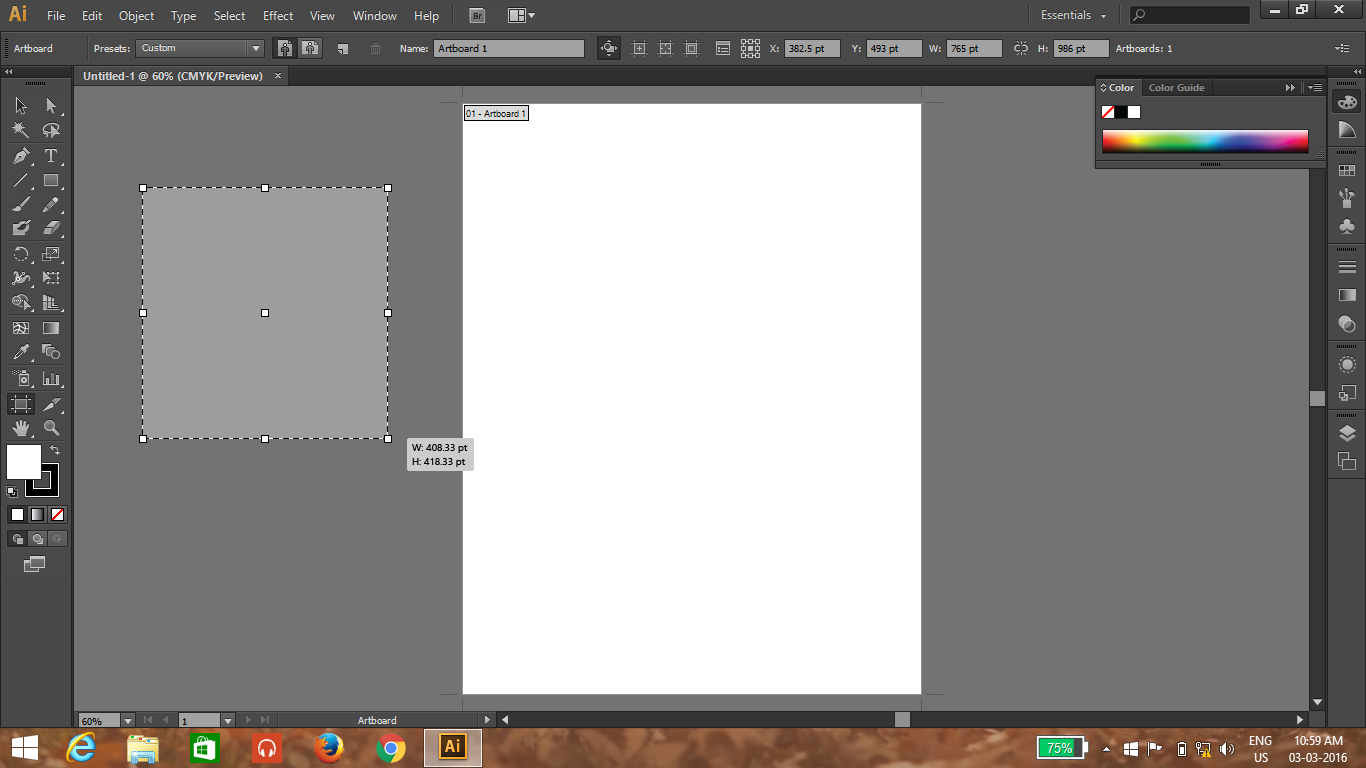 Ai File Edit Object Type Select Effect View Window Help Br Essentials
Artboard Presets: Custom Name: Artboard 1 X: 382.5 pt Y: 493 pt W: 765 pt H: 986 pt Artboards: 1
Untitled-1 @ 60% (CMYK/Preview) ×
Color Color Guide
01 - Artboard 1
T
W: 408.33 pt
H: 418.33 pt
60% 1 Artboard
75% Ai ENG 10:59 AM
US 03-03-2016